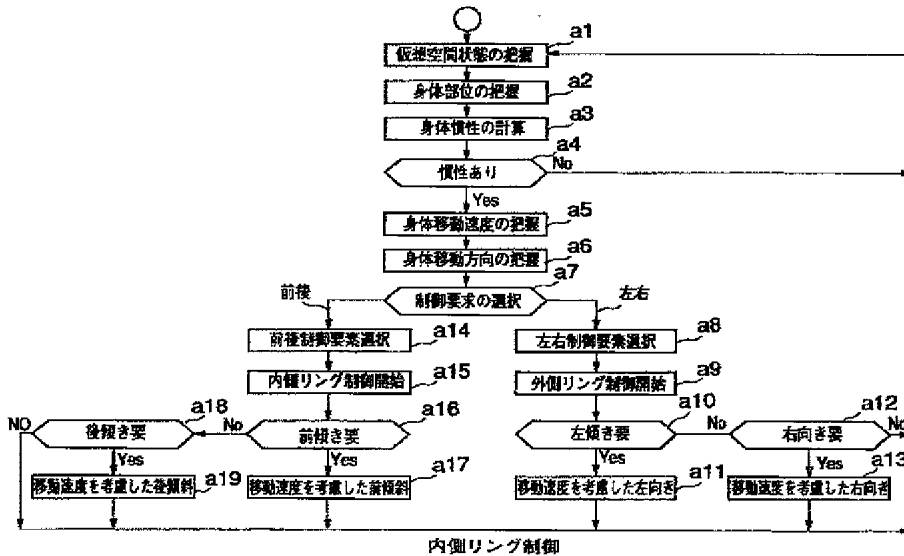 a1
仮想空間状態の把握
a2
身体部位の把握
a3
身体慣性の計算
a4
慣性あり
No
Yes
a5
身体移動速度の把握
a6
身体移動方向の把握
a7
制御要求の選択
前後
左右
a14
前後制御要素選択
a8
左右制御要素選択
a15
内側リング制御開始
a9
外側リング制御開始
a18
a16
a10
a12
NO
後傾き要
No
前傾き要
左傾き要
No
右向き要
No
Yes
Yes
Yes
Yes
a19
a17
a11
a13
移動速度を考慮した後傾斜
移動速度を考慮した前傾斜
移動速度を考慮した左向き
移動速度を考慮した右向き
内側リング制御